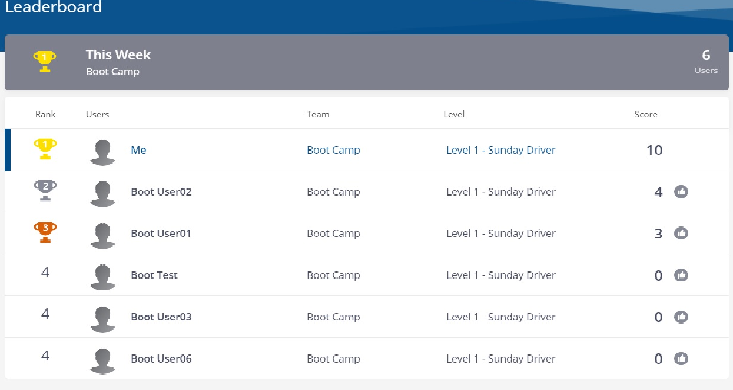 Leaderboard
This Week 6
Boot Camp Users
Rank Users Team Level Score
1 Me Boot Camp Level 1 - Sunday Driver 10
2 Boot User02 Boot Camp Level 1 - Sunday Driver 4
3 Boot User01 Boot Camp Level 1 - Sunday Driver 3
4 Boot Test Boot Camp Level 1 - Sunday Driver 0
4 Boot User03 Boot Camp Level 1 - Sunday Driver 0
4 Boot User06 Boot Camp Level 1 - Sunday Driver 0